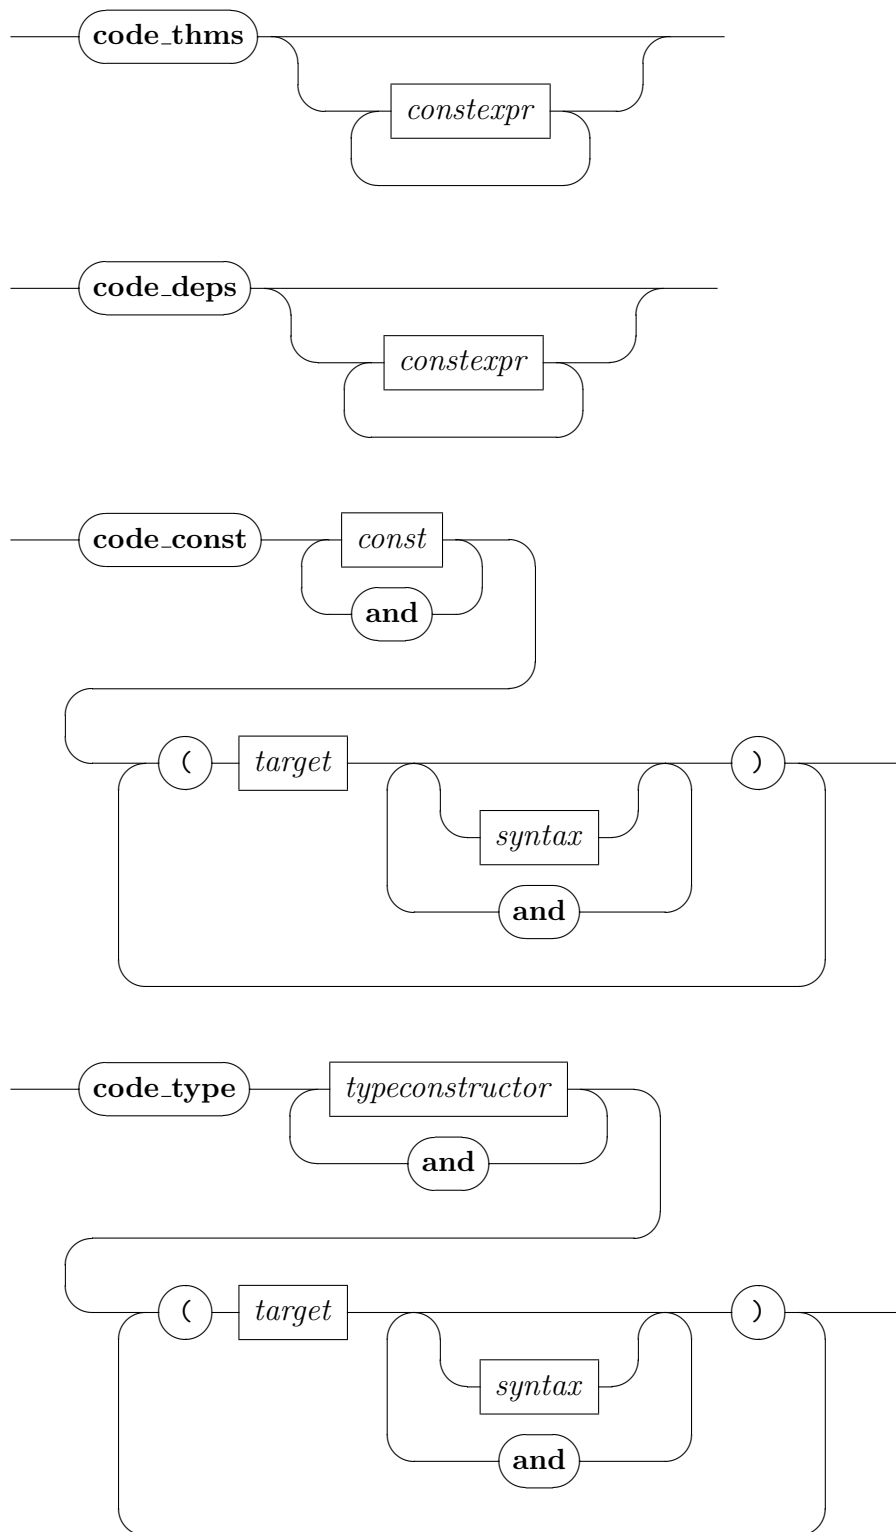 code_thms
constexpr
code_deps
constexpr
code_const const
and
( target )
syntax
and
code_type typeconstructor
and
( target )
syntax
and